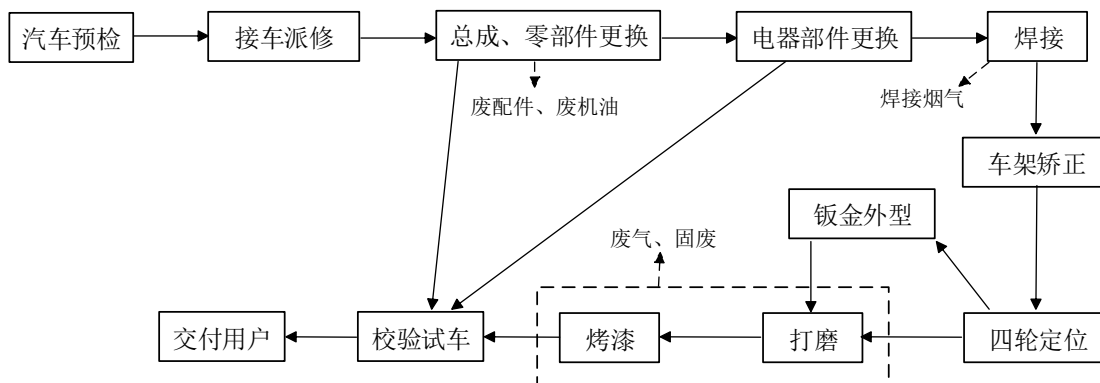 汽车预检
接车派修
总成、零部件更换
电器部件更换
焊接
废配件、废机油
焊接烟气
车架矫正
钣金外型
废气、固废
交付用户
校验试车
烤漆
打磨
四轮定位